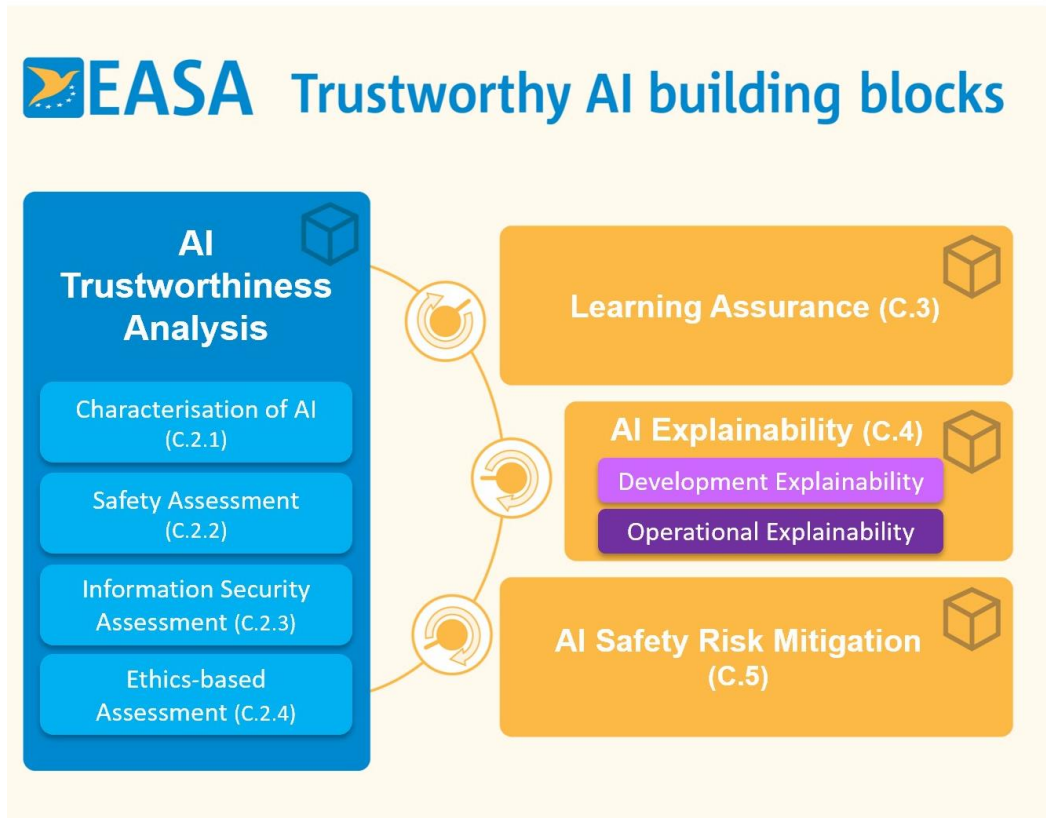 EASA Trustworthy AI building blocks
AI
Trustworthiness
Analysis
Characterisation of AI
(C.2.1)
Safety Assessment
(C.2.2)
Information Security
Assessment (C.2.3)
Ethics-based
Assessment (C.2.4)
Learning Assurance (C.3)
AI Explainability (C.4)
Development Explainability
Operational Explainability
AI Safety Risk Mitigation
(C.5)